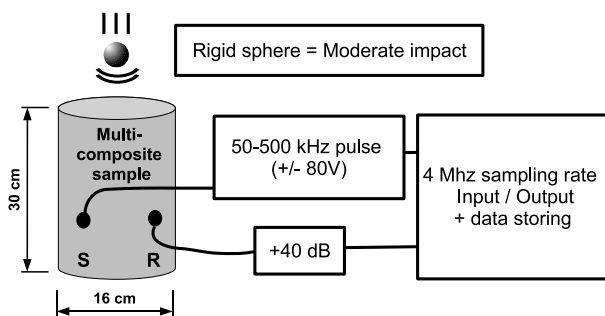 Rigid sphere = Moderate impact
Multi-
composite
sample
30 cm
S
R
16 cm
50-500 kHz pulse
(+/- 80V)
+40 dB
4 Mhz sampling rate
Input / Output
+ data storing